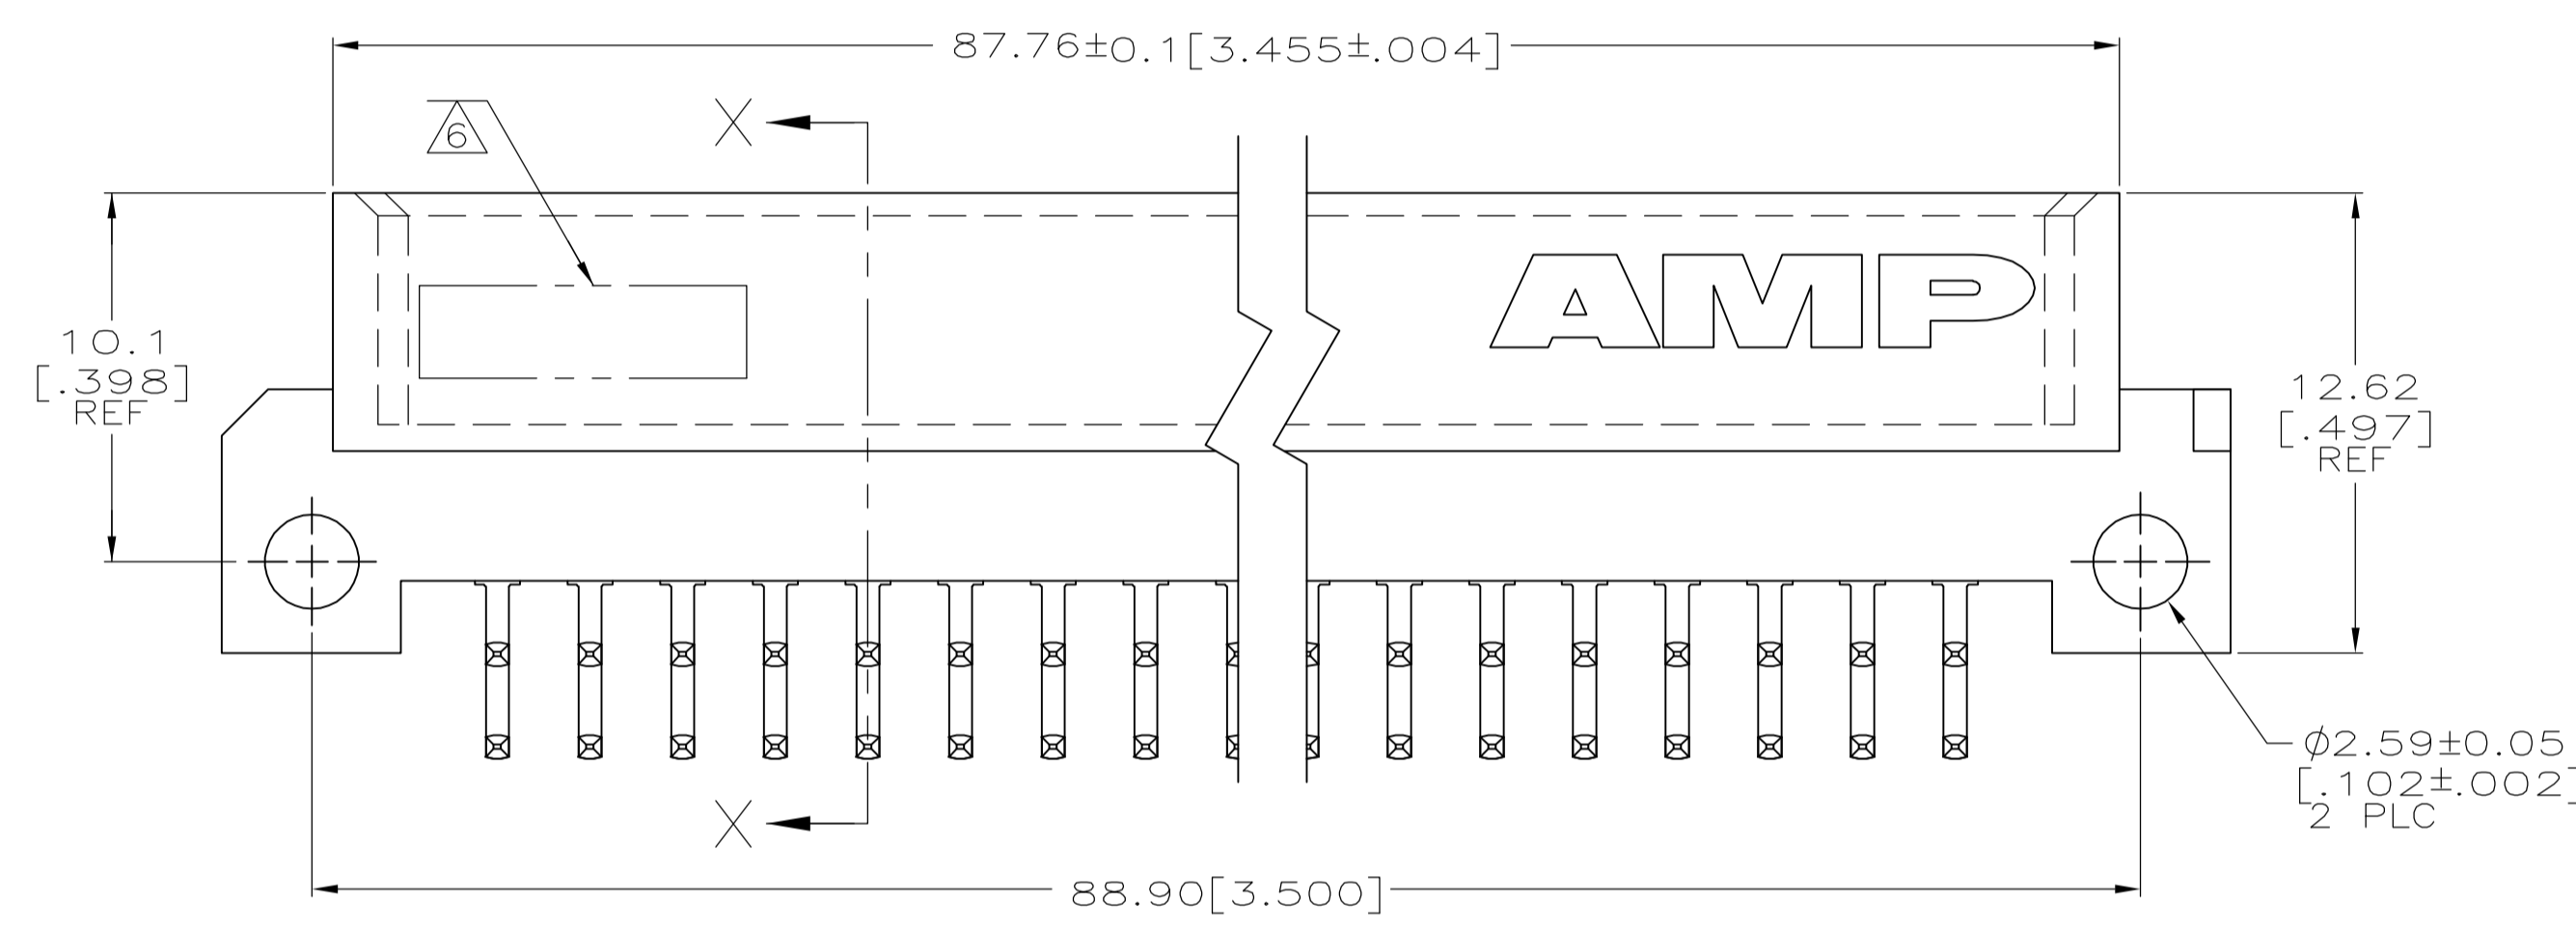 87.76±0.1[3.455±.004]
6
X
AMP
10.1
[.398]
REF
12.62
[.497]
REF
X
⌀2.59±0.05
[.102±.002]
2 PLC
88.90[3.500]